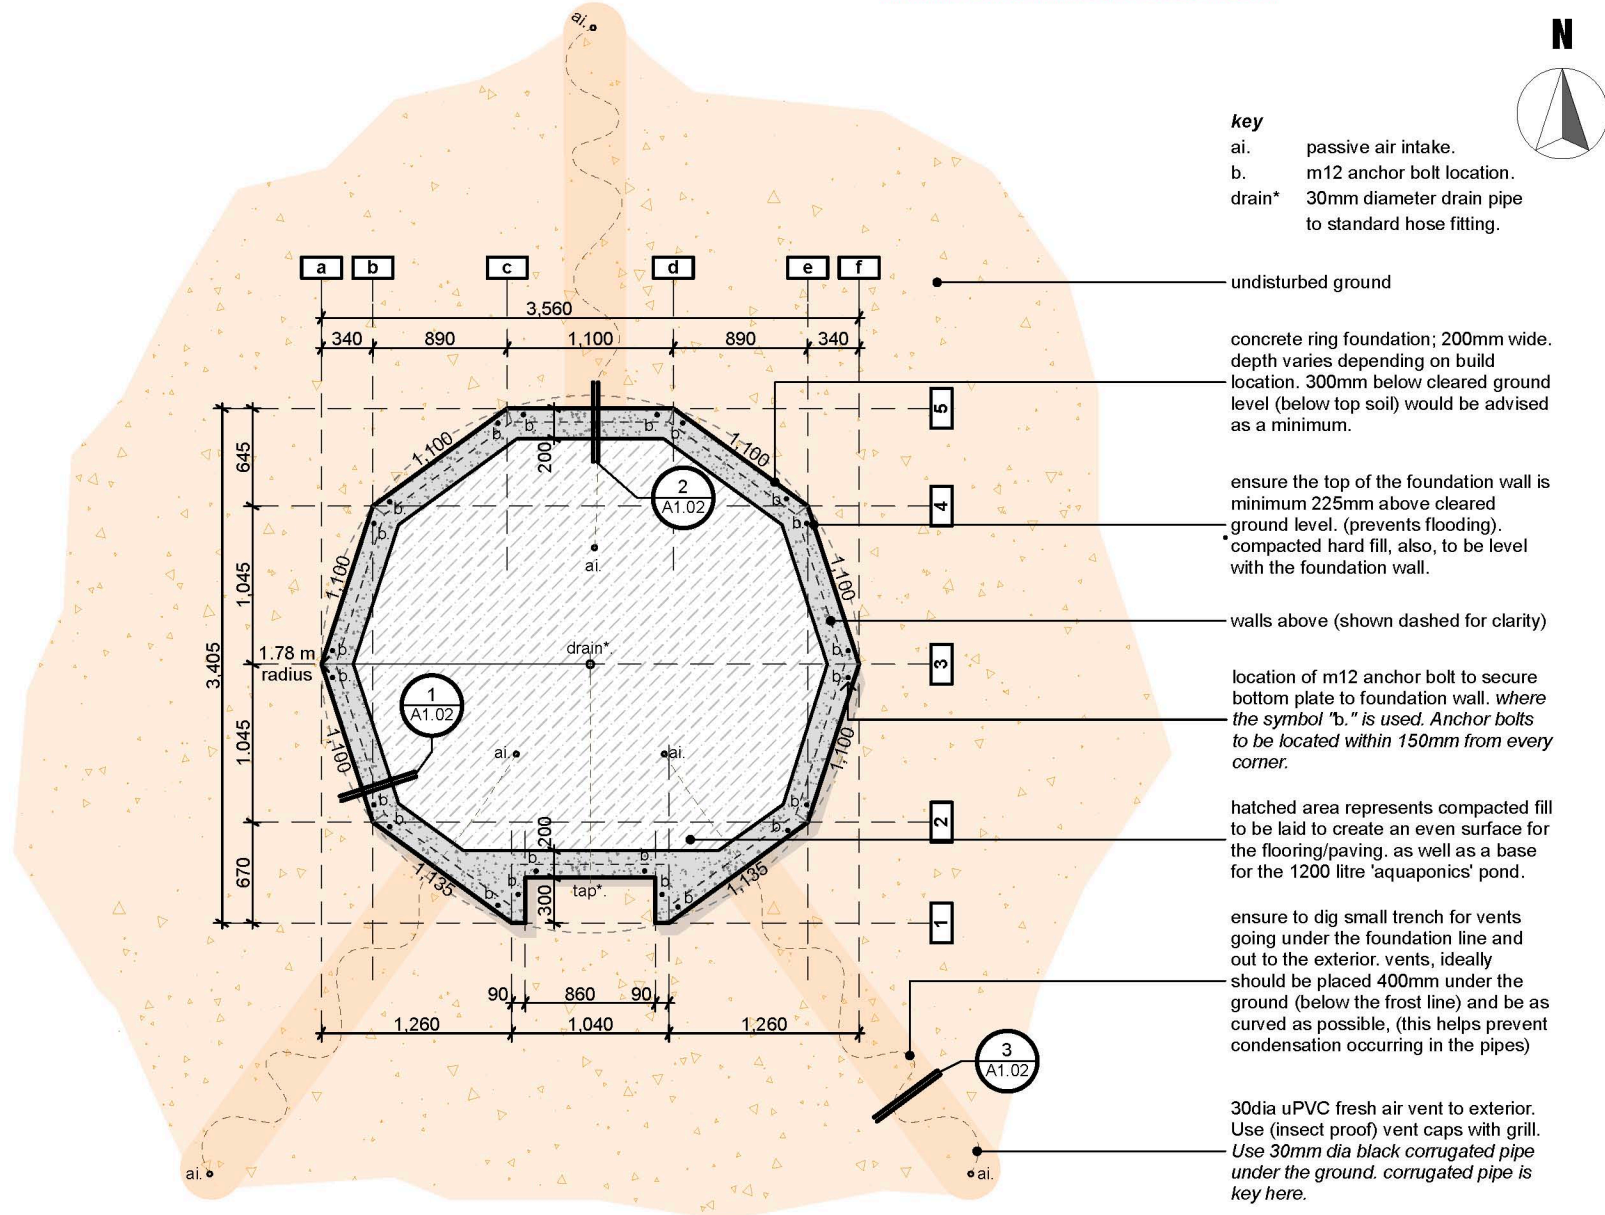 ai.
N
key
ai. passive air intake.
b. m12 anchor bolt location.
drain* 30mm diameter drain pipe
to standard hose fitting.
a b c d e f
undisturbed ground
3,560
340 890 1,100 890 340
concrete ring foundation; 200mm wide.
depth varies depending on build
location. 300mm below cleared ground
level (below top soil) would be advised
as a minimum.
5
b. b. b. b.
645
1,100
200
1,100
2
A1.02
ensure the top of the foundation wall is
minimum 225mm above cleared
ground level. (prevents flooding).
compacted hard fill, also, to be level
with the foundation wall.
4
b. b.
b. b.
ai.
1,045
1,100
1,100
walls above (shown dashed for clarity)
3,405
1.78 m
radius
b. drain*. b.
b. b.
3
location of m12 anchor bolt to secure
bottom plate to foundation wall. where
the symbol "b." is used. Anchor bolts
to be located within 150mm from every
corner.
1
A1.02
1.045
1,100
ai. ai.
1,100
b. b.
b. b.
2
hatched area represents compacted fill
to be laid to create an even surface for
the flooring/paving. as well as a base
for the 1200 litre 'aquaponics' pond.
670
1,135
200
b. b.
b. b. b. b.
tap*.
300
1,135
1
ensure to dig small trench for vents
going under the foundation line and
out to the exterior. vents, ideally
should be placed 400mm under the
ground (below the frost line) and be as
curved as possible, (this helps prevent
condensation occurring in the pipes)
90 860 90
1,260 1,040 1,260
3
A1.02
30dia uPVC fresh air vent to exterior.
Use (insect proof) vent caps with grill.
Use 30mm dia black corrugated pipe
under the ground. corrugated pipe is
key here.
ai. ai.